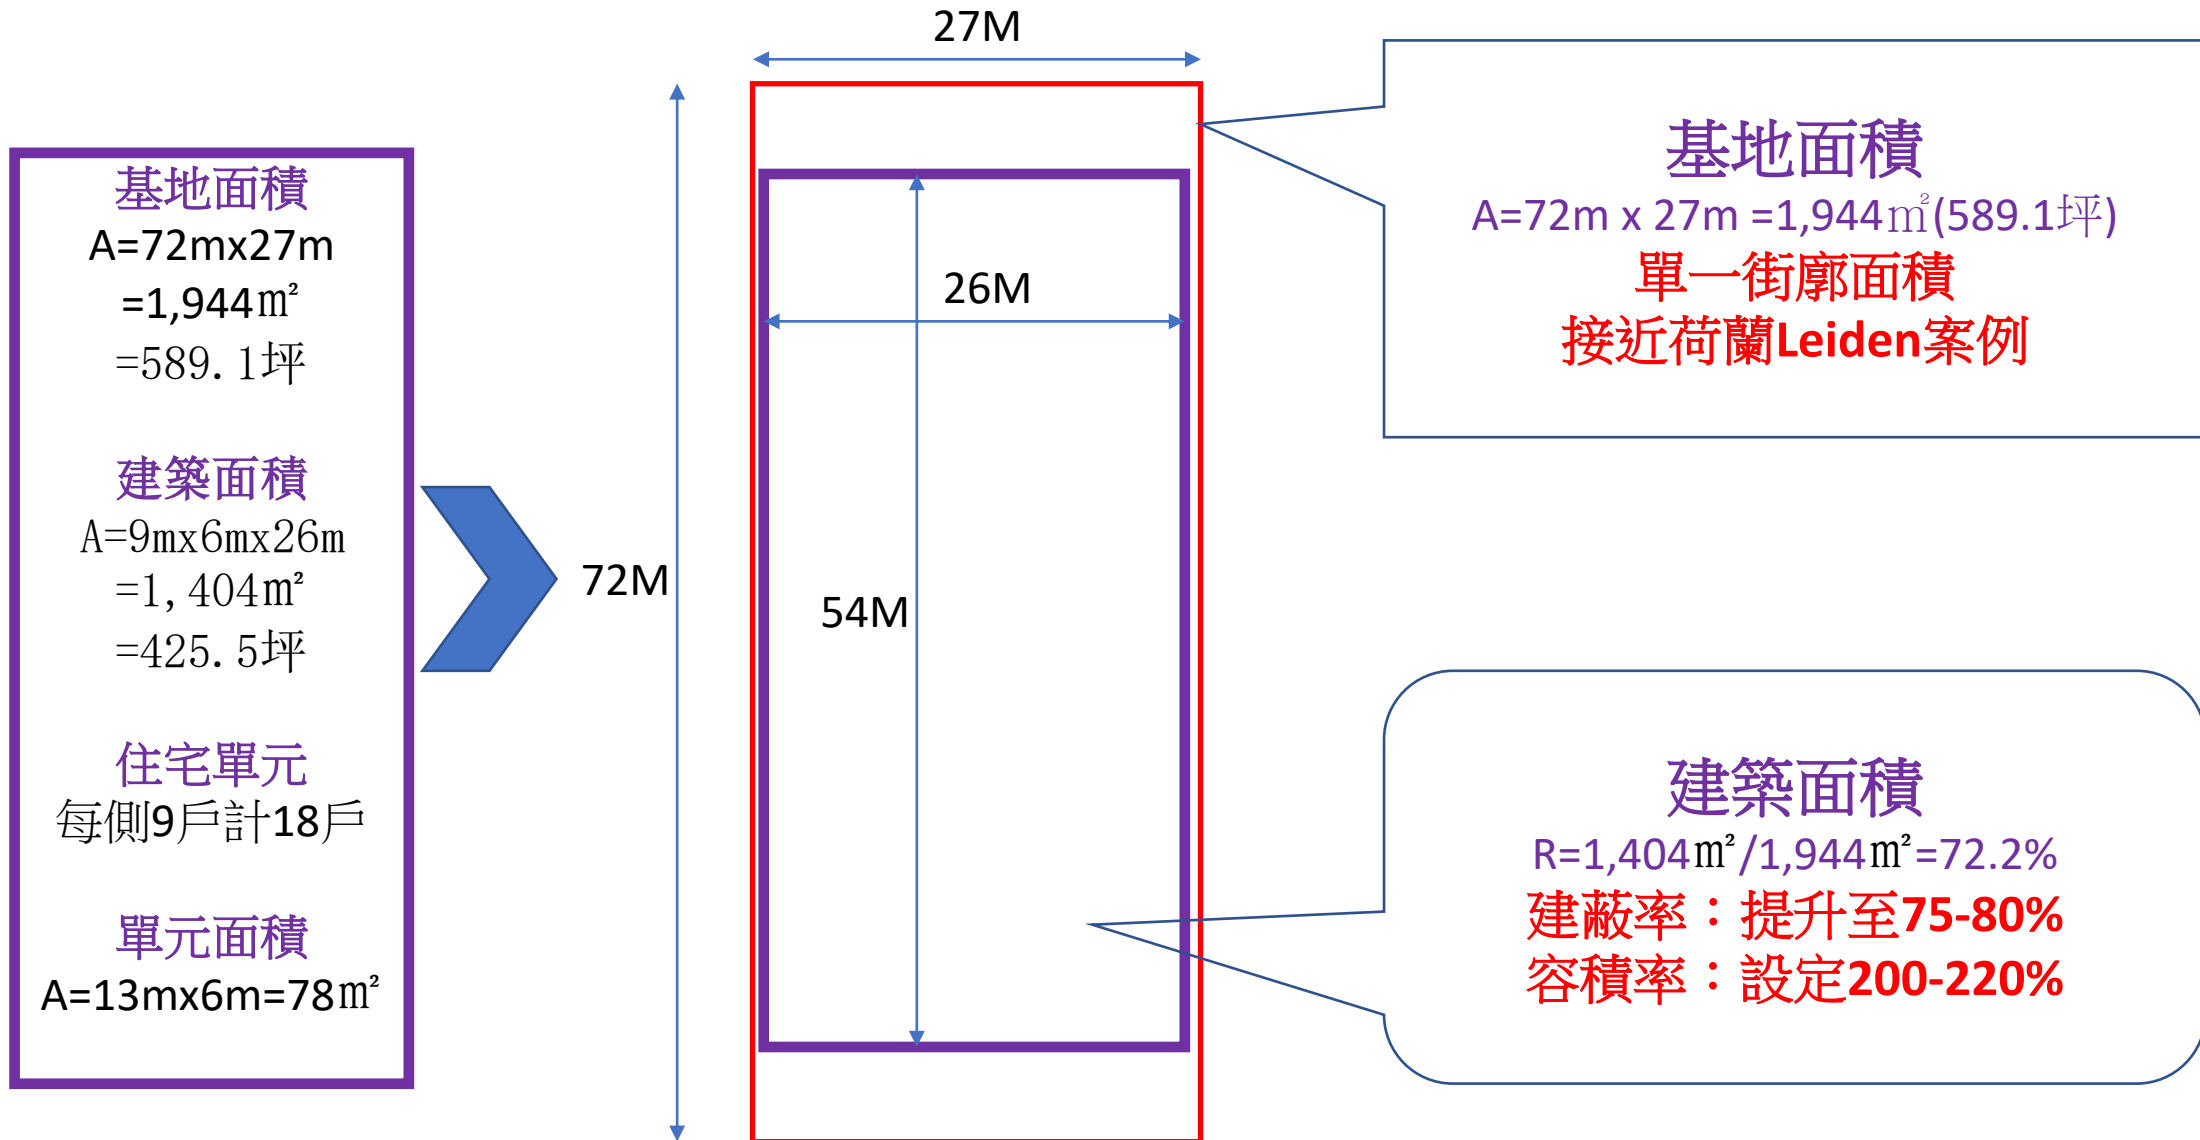 基地面積
A=72mx27m
=1,944㎡
=589.1坪
建築面積
A=9mx6mx26m
=1,404㎡
=425.5坪
住宅單元
每側9戶計18戶
單元面積
A=13mx6m=78㎡
27M
72M
26M
54M
基地面積
A=72m x 27m =1,944㎡(589.1坪)
單一街廓面積
接近荷蘭Leiden案例
建築面積
R=1,404㎡/1,944㎡=72.2%
建蔽率：提升至75-80%
容積率：設定200-220%